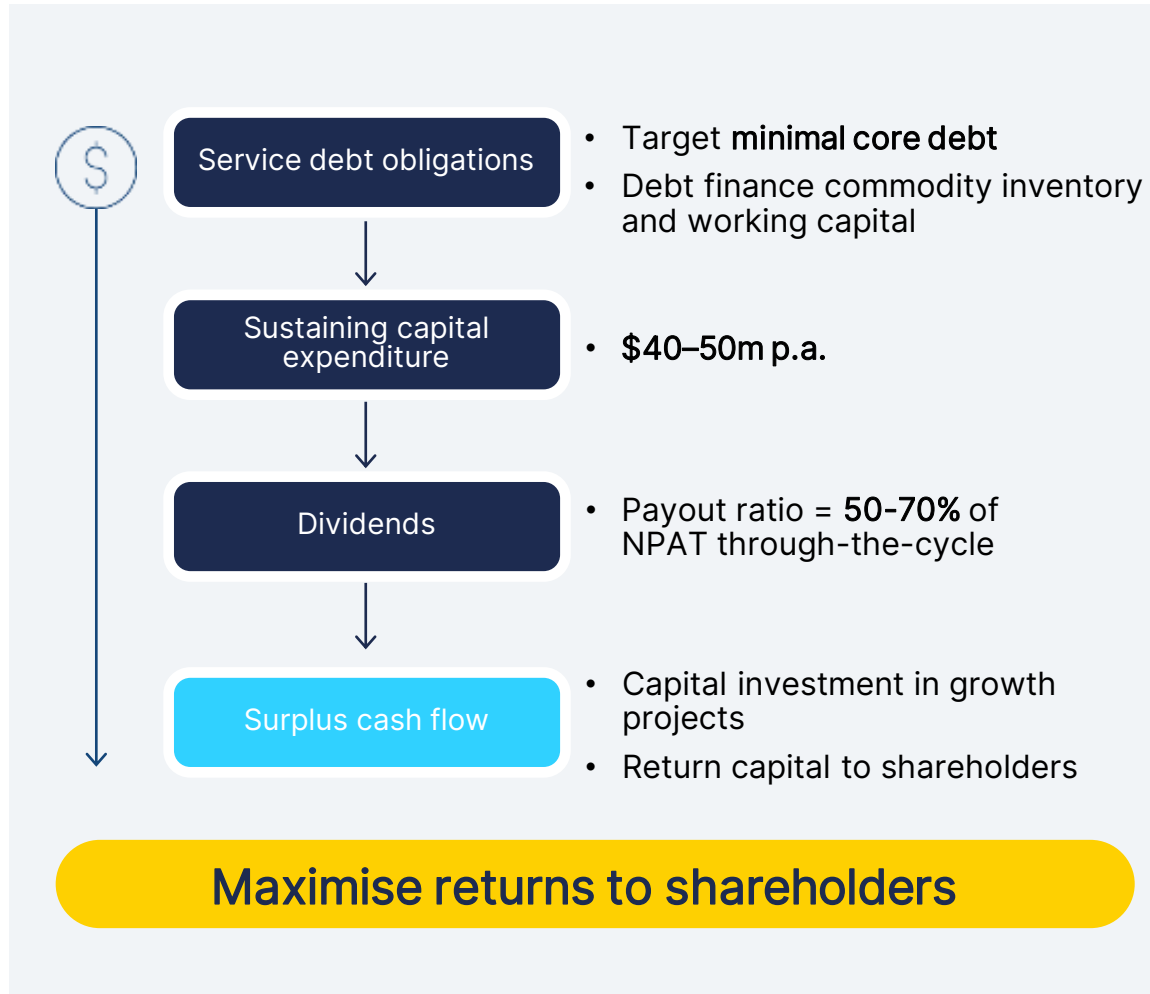 $
Service debt obligations
• Target minimal core debt
• Debt finance commodity inventory
and working capital
Sustaining capital
expenditure
• $40–50m p.a.
Dividends
• Payout ratio = 50-70% of
NPAT through-the-cycle
Surplus cash flow
• Capital investment in growth
projects
• Return capital to shareholders
Maximise returns to shareholders